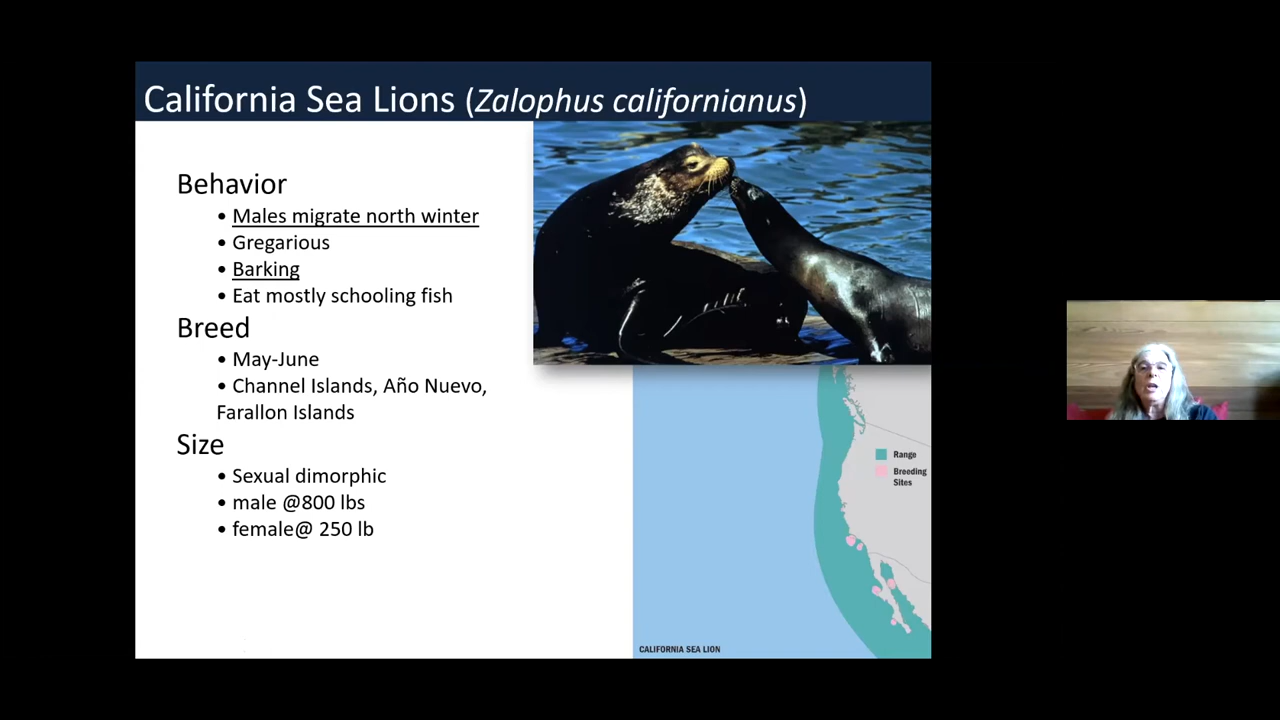 California Sea Lions (Zalophus californianus)
Behavior
• Males migrate north winter
• Gregarious
• Barking
• Eat mostly schooling fish
Breed
• May-June
• Channel Islands, Año Nuevo,
Farallon Islands
Size
• Sexual dimorphic
• male @800 lbs
• female@ 250 lb
Range
Breeding
Sites
CALIFORNIA SEA LION